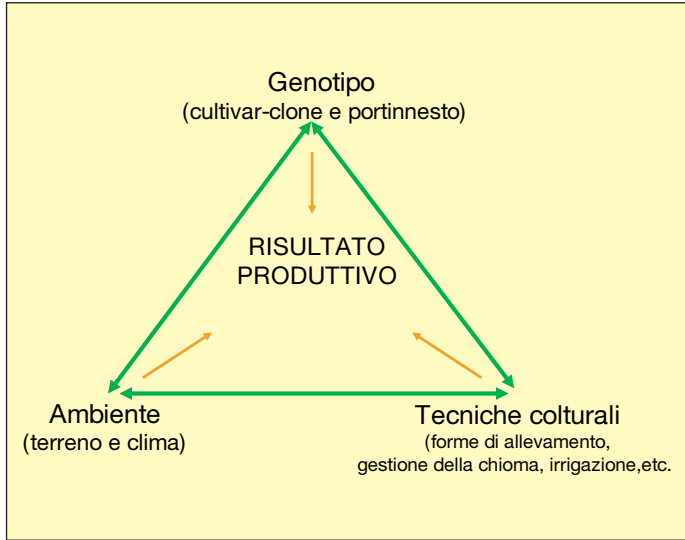 Genotipo
(cultivar-clone e portinnesto)
RISULTATO
PRODUTTIVO
Ambiente
(terreno e clima)
Tecniche colturali
(forme di allevamento,
gestione della chioma, irrigazione,etc.